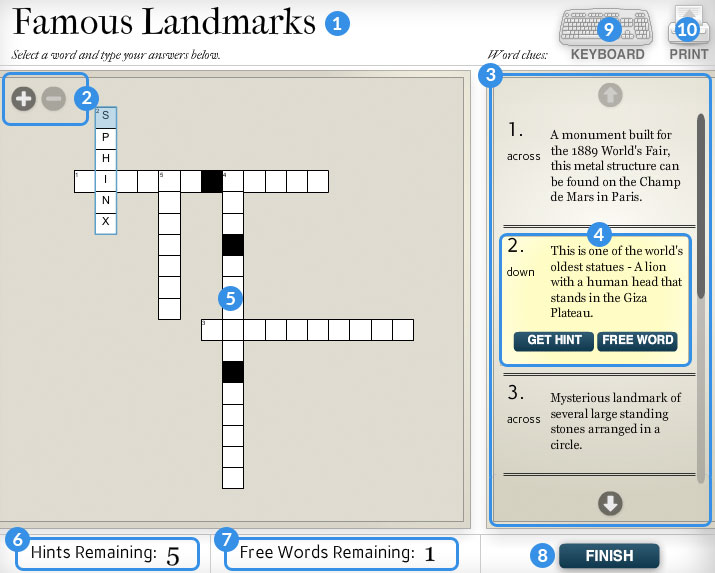 Famous Landmarks 1
Select a word and type your answers below.
Word clues:
9
KEYBOARD
10
PRINT
2
3
2
S
P
H
I
N
X
1
5
4
5
3
1.
across
A monument built for
the 1889 World's Fair,
this metal structure can
be found on the Champ
de Mars in Paris.
4
2.
down
This is one of the world's
oldest statues - A lion
with a human head that
stands in the Giza
Plateau.
GET HINT
FREE WORD
3.
across
Mysterious landmark of
several large standing
stones arranged in a
circle.
6
Hints Remaining: 5
7
Free Words Remaining: 1
8
FINISH